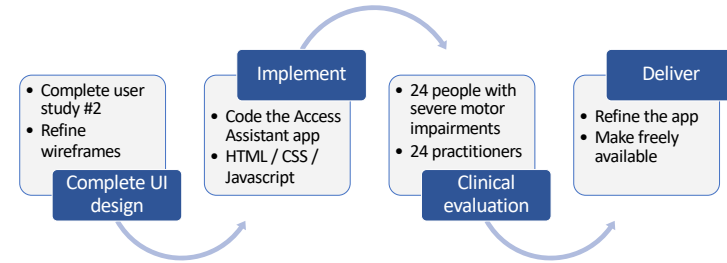 • Complete user
study #2
• Refine
wireframes
Complete UI
design
Implement
• Code the Access
Assistant app
• HTML / CSS /
Javascript
• 24 people with
severe motor
impairments
• 24 practitioners
Clinical
evaluation
Deliver
• Refine the app
• Make freely
available